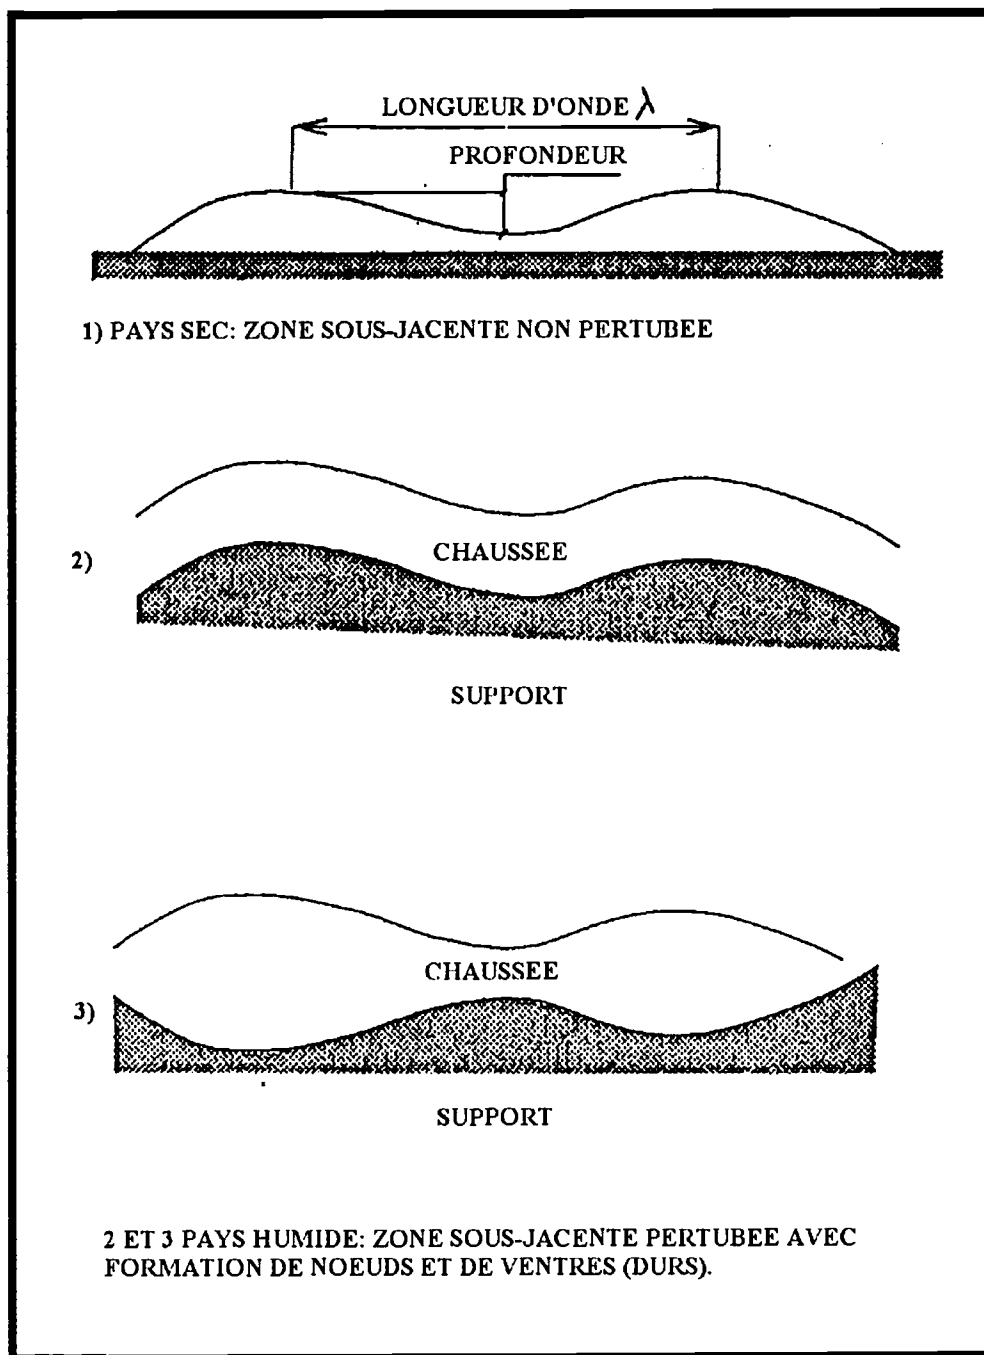 LONGUEUR D'ONDE λ
PROFONDEUR
1) PAYS SEC: ZONE SOUS-JACENTE NON PERTUBEE
2)
CHAUSSEE
SUPPORT
CHAUSSEE
3)
SUPPORT
2 ET 3 PAYS HUMIDE: ZONE SOUS-JACENTE PERTUBEE AVEC
FORMATION DE NOEUDS ET DE VENTRES (DURS).